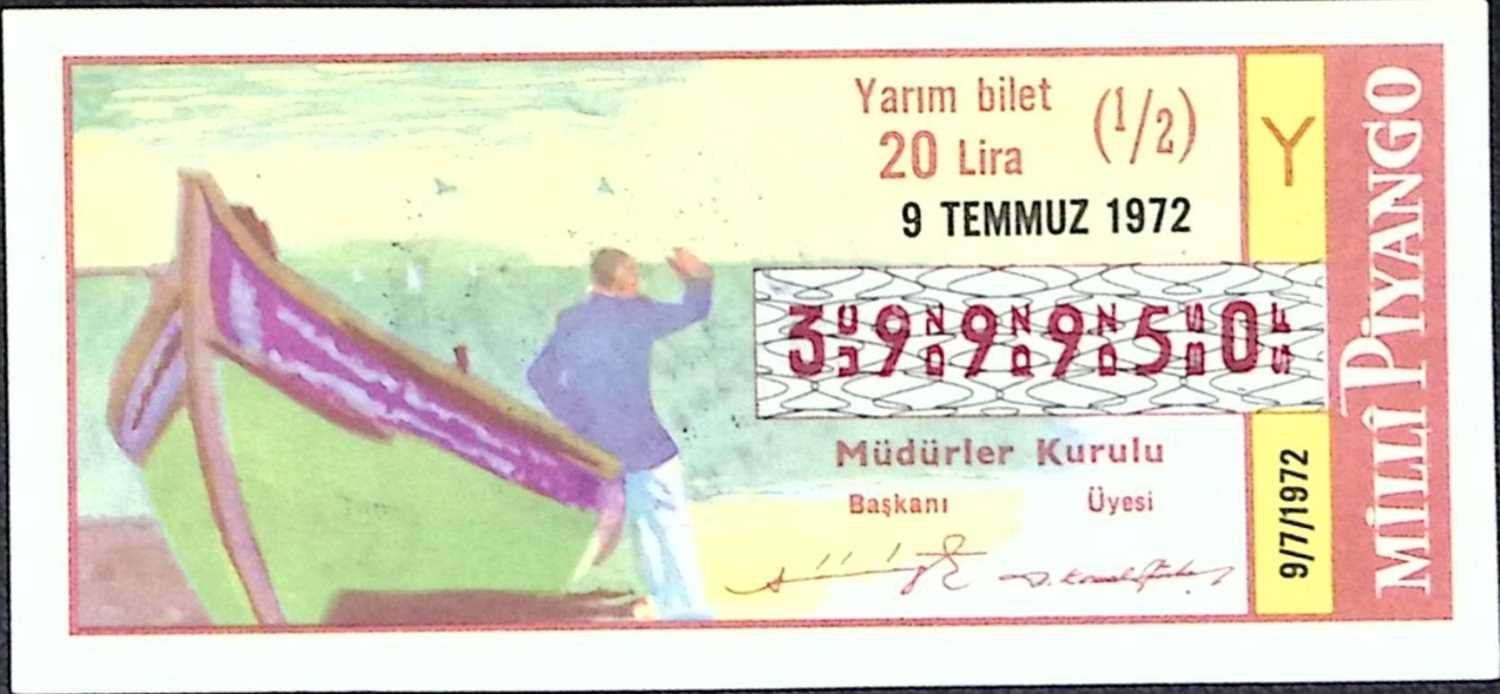 Yarım bilet
20 Lira
(1/2)
9 TEMMUZ 1972
Y
399950
Müdürler Kurulu
Başkanı
Üyesi
9/7/1972
MİLLÎ PİYANGO